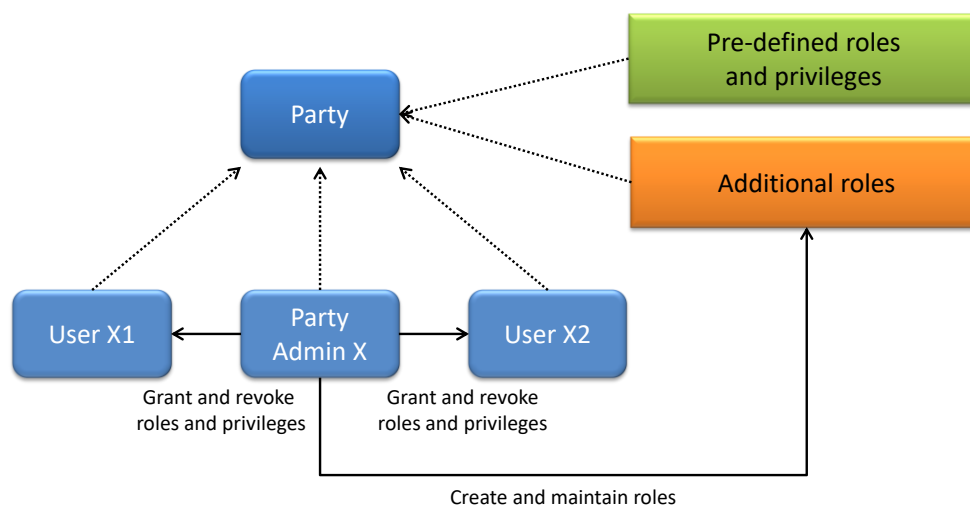 Pre-defined roles
and privileges
Party
Additional roles
User X1
Party
Admin X
User X2
Grant and revoke
roles and privileges
Grant and revoke
roles and privileges
Create and maintain roles